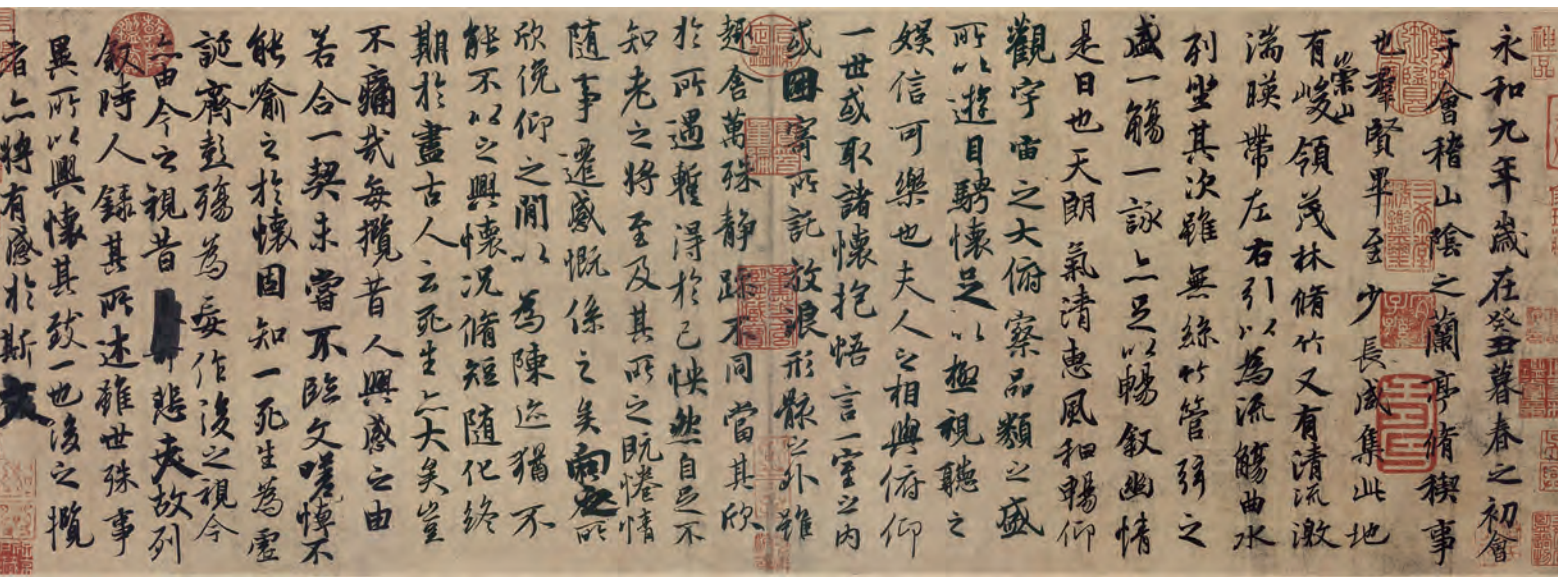 永和九年歲在癸丑暮春之初會
于會稽山陰之蘭亭脩稧事
也羣賢畢至少長咸集此地
有崇山峻領茂林脩竹又有清流激
湍暎帶左右引以為流觴曲水
列坐其次雖無絲竹管弦之
盛一觴一詠亦足以暢敘幽情
是日也天朗氣清惠風和暢仰
觀宇宙之大俯察品類之盛
所以遊目騁懷足以極視聽之
娛信可樂也夫人之相與俯仰
一世或取諸懷抱悟言一室之內
或因寄所託放浪形骸之外雖
趣舍萬殊靜躁不同當其欣
於所遇暫得於己怏然自足不
知老之將至及其所之既惓情
隨事遷感慨係之矣向之所
欣俛仰之閒以為陳迹猶不
能不以之興懷況脩短隨化終
期於盡古人云死生亦大矣豈
不痛哉每攬昔人興感之由
若合一契未嘗不臨文嗟悼不
能喻之於懷固知一死生為虛
誕齊彭殤為妄作後之視今
亦由今之視昔悲夫故列
敘時人錄其所述雖世殊事
異所以興懷其致一也後之攬
者亦將有感於斯文